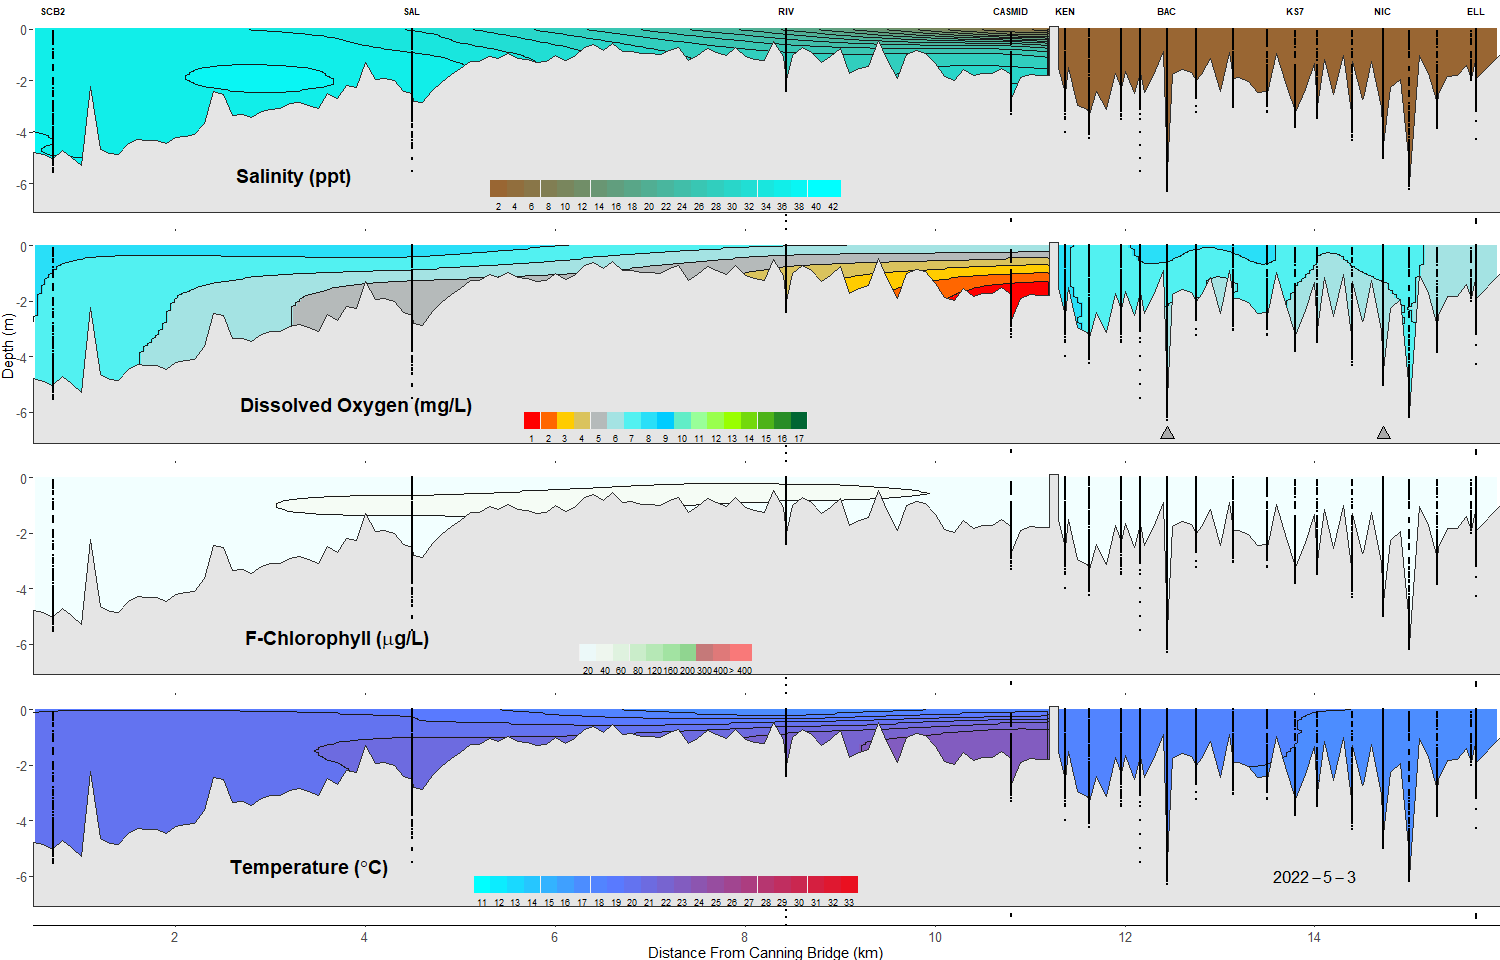 SCB2 SAL RIV CASMID KEN BAC KS7 NIC ELL
0
-2
-4
-6
Salinity (ppt)
2 4 6 8 10 12 14 16 18 20 22 24 26 28 30 32 34 36 38 40 42
0
-2
-4
-6
Depth (m)
Dissolved Oxygen (mg/L)
1 2 3 4 5 6 7 8 9 10 11 12 13 14 15 16 17
0
-2
-4
-6
F-Chlorophyll (μg/L)
20 40 60 80 120 160 200 300 400 > 400
0
-2
-4
-6
Temperature (°C)
2022-5-3
11 12 13 14 15 16 17 18 19 20 21 22 23 24 25 26 27 28 29 30 31 32 33
2 4 6 8 10 12 14
Distance From Canning Bridge (km)